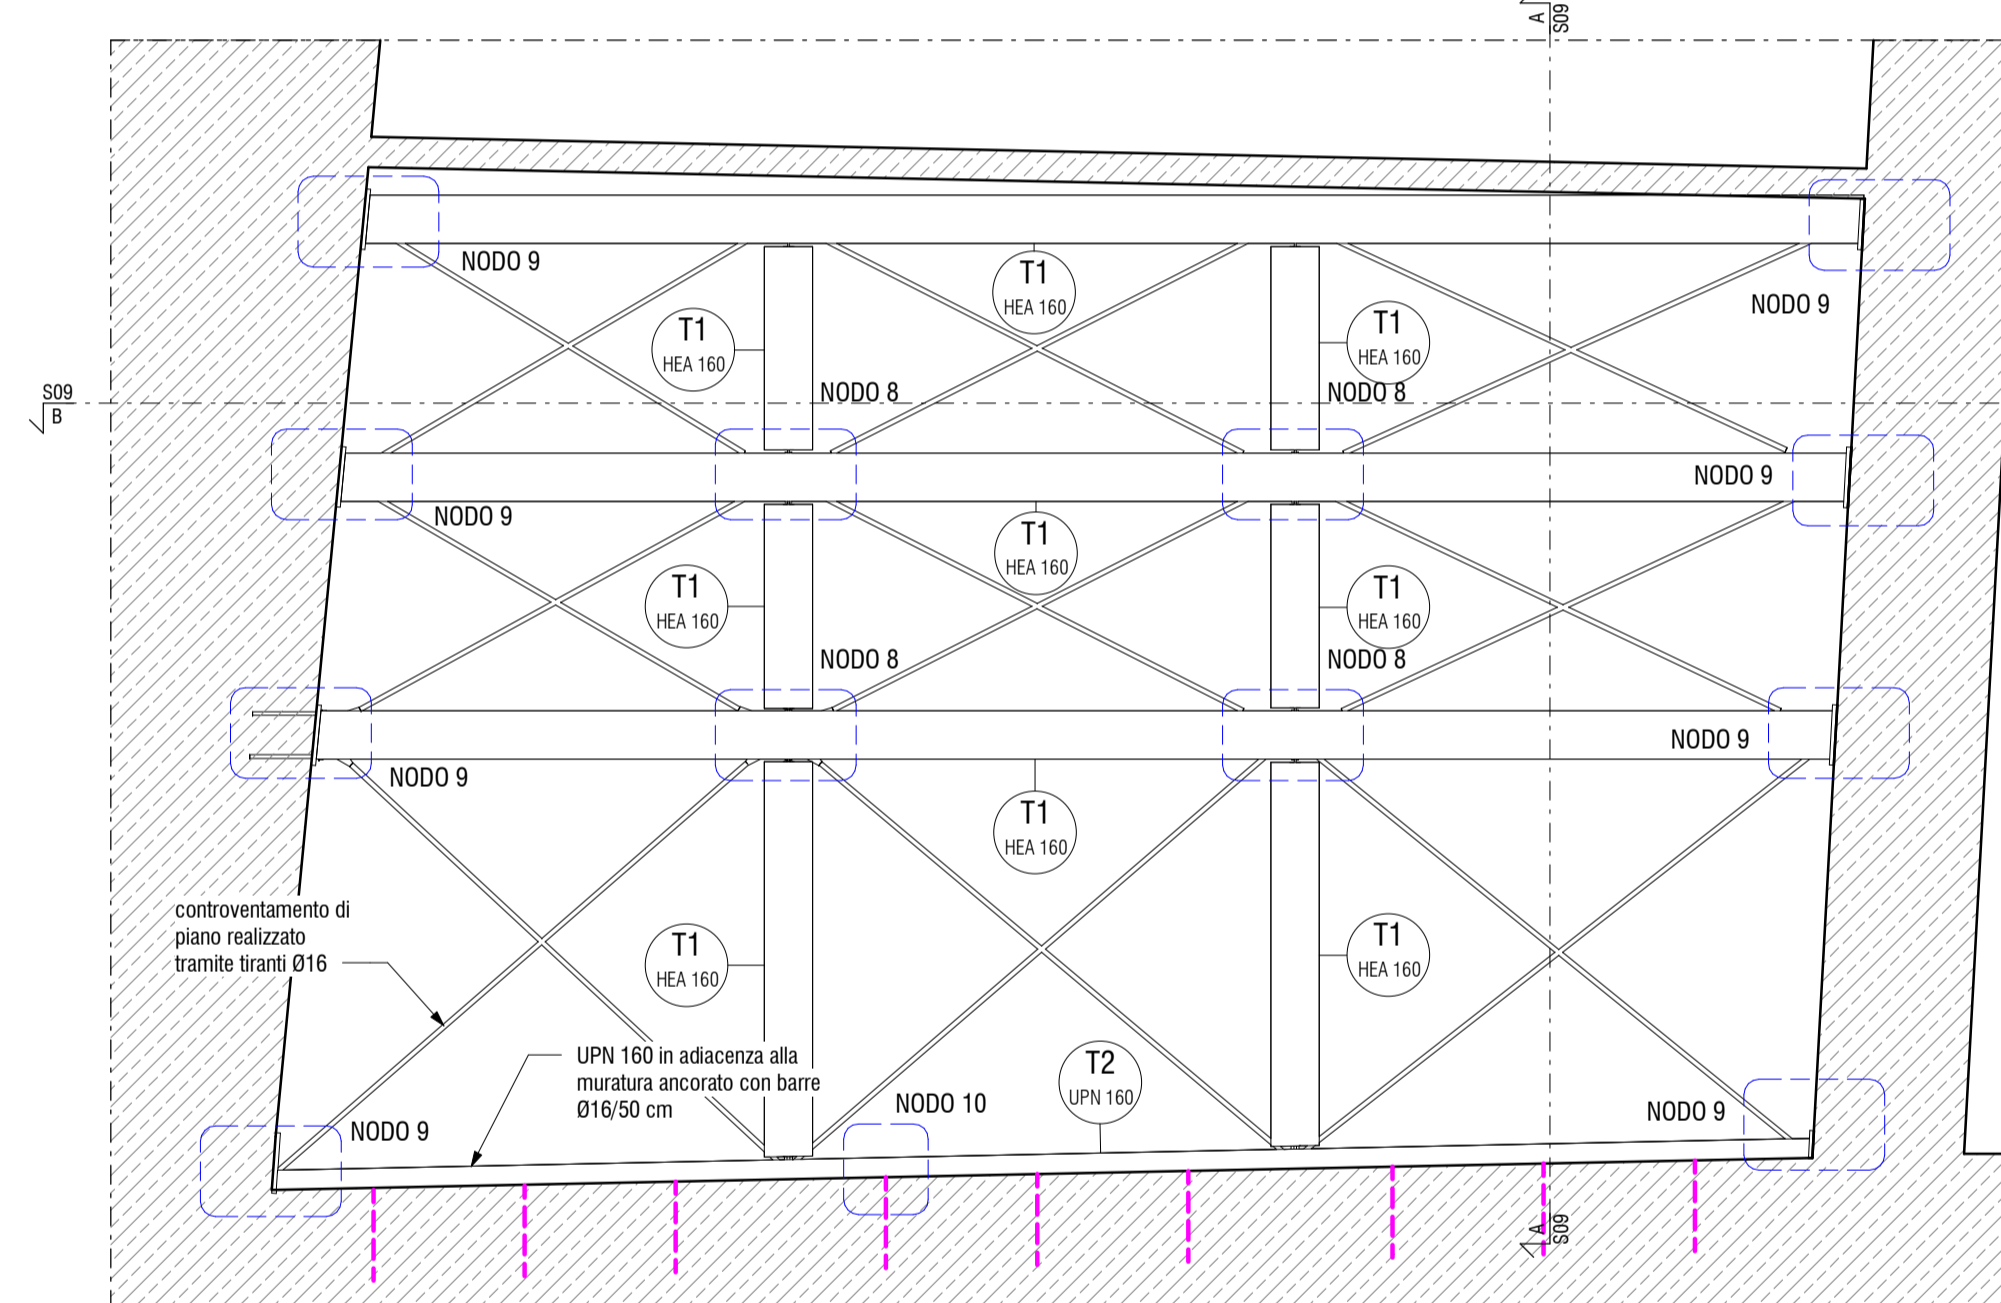 A
S09
NODO 9
T1
HEA 160
NODO 9
T1
HEA 160
T1
HEA 160
NODO 8
NODO 8
S09
B
NODO 9
NODO 9
T1
HEA 160
T1
HEA 160
T1
HEA 160
NODO 8
NODO 8
NODO 9
NODO 9
T1
HEA 160
controventamento di
piano realizzato
tramite tiranti Ø16
T1
HEA 160
T1
HEA 160
UPN 160 in adiacenza alla
muratura ancorato con barre
Ø16/50 cm
T2
UPN 160
NODO 10
NODO 9
NODO 9
A
S09